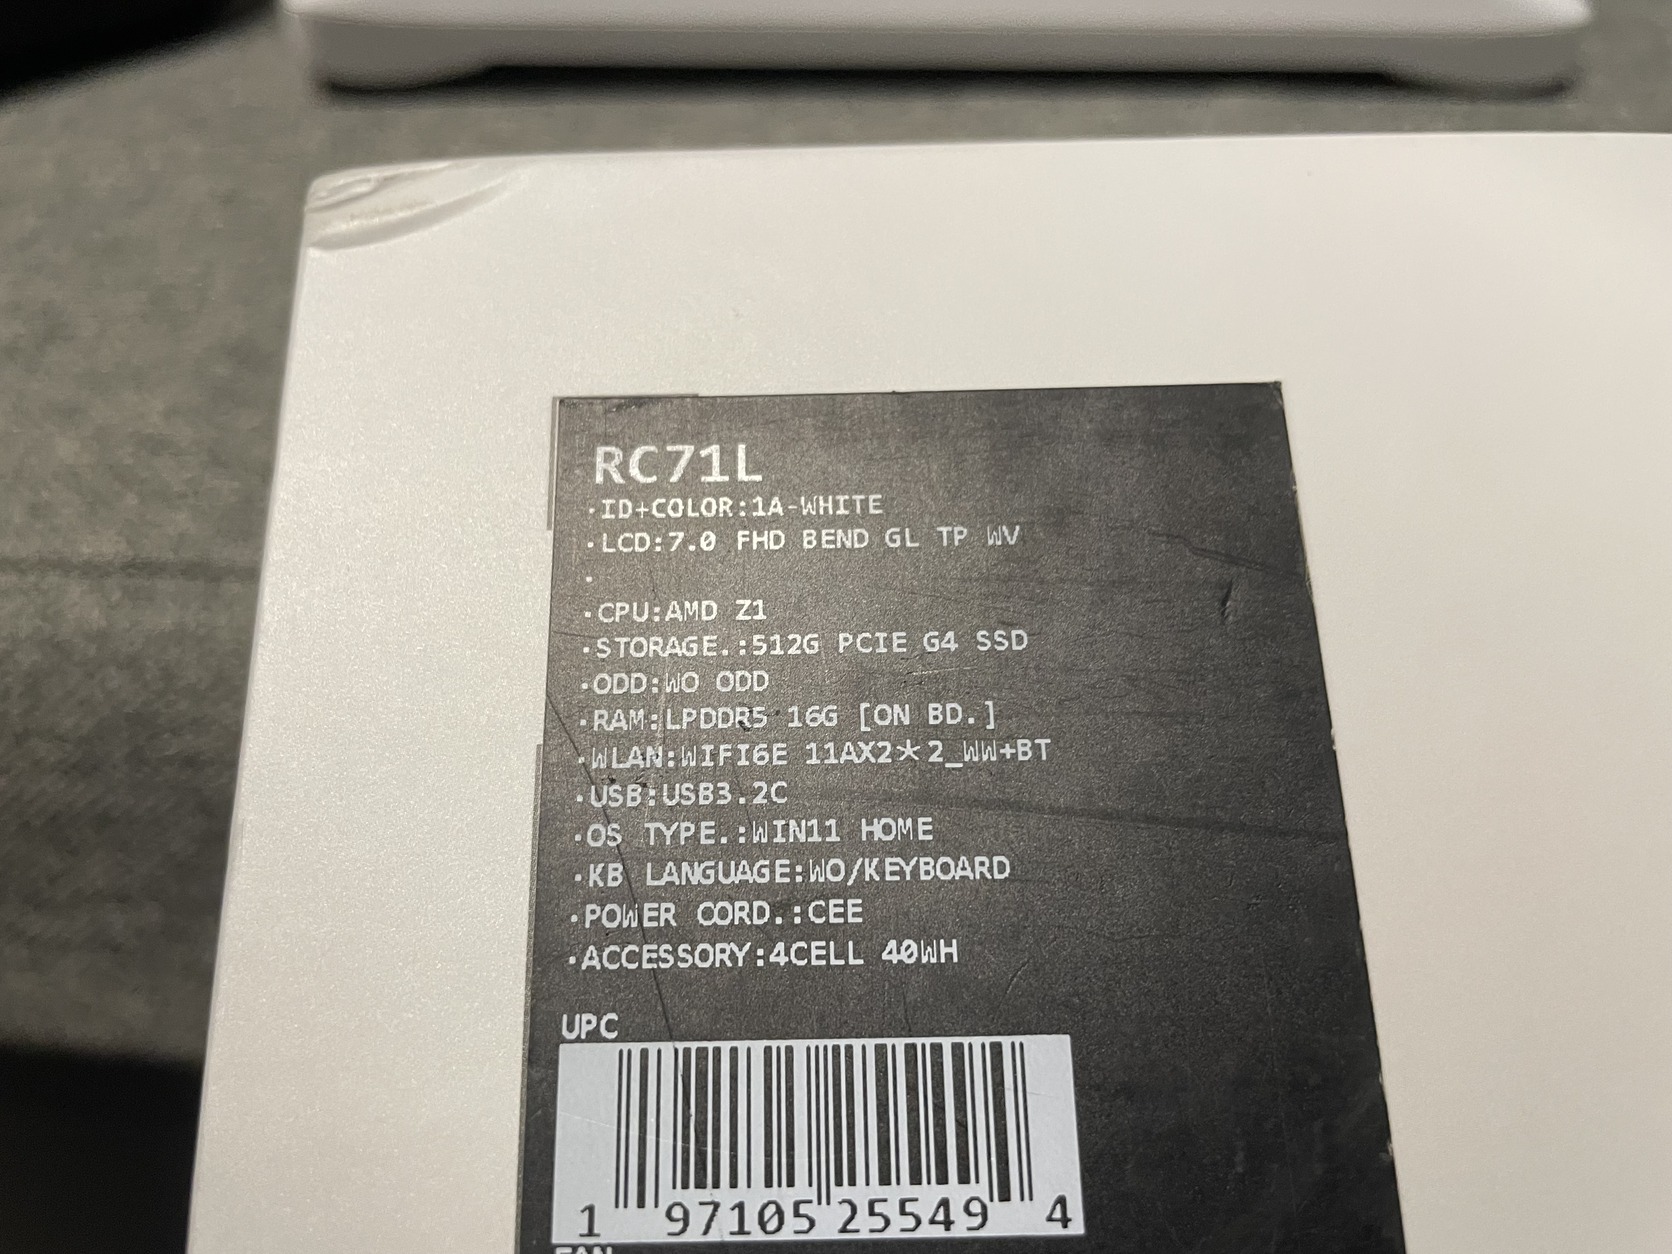 RC71L
·ID+COLOR:1A-WHITE
·LCD:7.0 FHD BEND GL TP WV
·
·CPU:AMD Z1
·STORAGE.:512G PCIE G4 SSD
·ODD:WO ODD
·RAM:LPDDR5 16G [ON BD.]
·WLAN:WIFI6E 11AX2*2_WW+BT
·USB:USB3.2C
·OS TYPE.:WIN11 HOME
·KB LANGUAGE:WO/KEYBOARD
·POWER CORD.:CEE
·ACCESSORY:4CELL 40WH
UPC
1 97105 25549 4
EAN